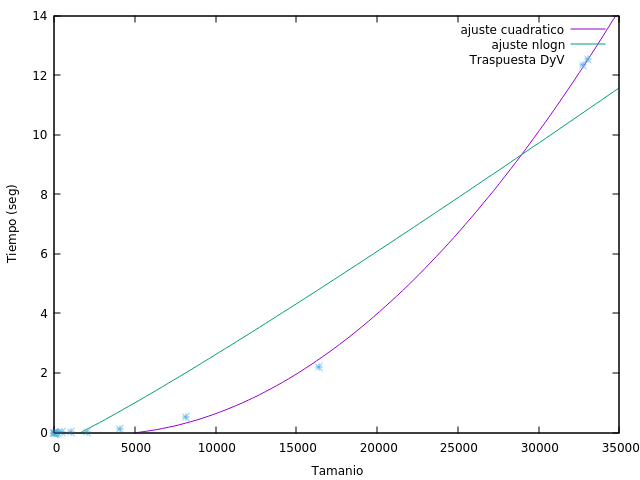 14
12
10
8
6
4
2
0
Tiempo (seg)
ajuste cuadratico
ajuste nlogn
Traspuesta DyV
0 5000 10000 15000 20000 25000 30000 35000
Tamanio